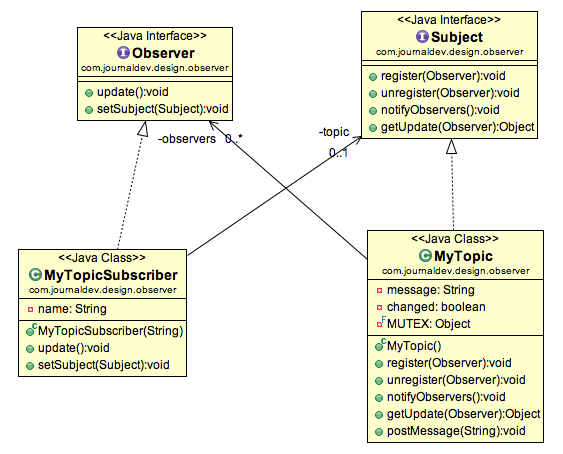 <<Java Interface>>
I Observer
com.journaldev.design.observer
update():void
setSubject(Subject):void
<<Java Interface>>
I Subject
com.journaldev.design.observer
register(Observer):void
unregister(Observer):void
notifyObservers():void
getUpdate(Observer):Object
-observers 0..*
-topic
0..1
<<Java Class>>
C MyTopicSubscriber
com.journaldev.design.observer
name: String
C MyTopicSubscriber(String)
update():void
setSubject(Subject):void
<<Java Class>>
C MyTopic
com.journaldev.design.observer
message: String
changed: boolean
F MUTEX: Object
C MyTopic()
register(Observer):void
unregister(Observer):void
notifyObservers():void
getUpdate(Observer):Object
postMessage(String):void